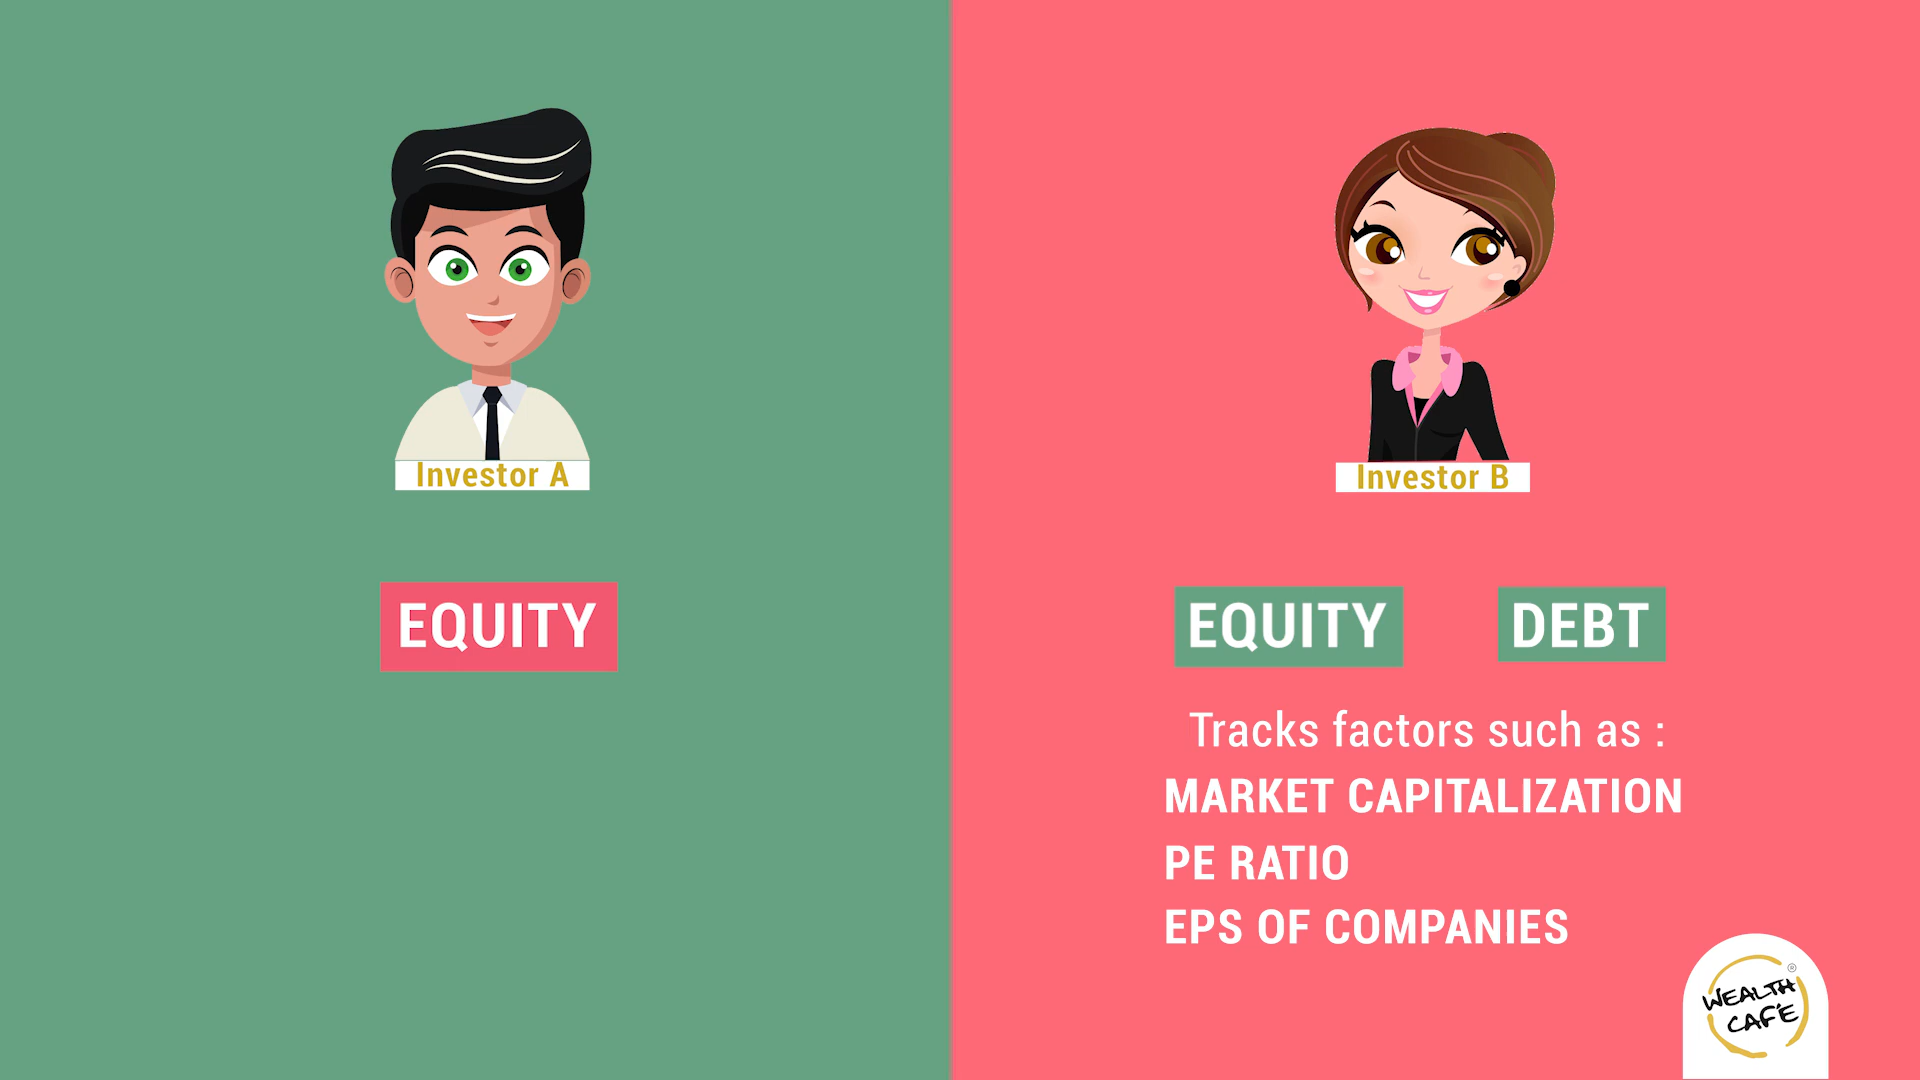 Investor A
Investor B
EQUITY
EQUITY
DEBT
Tracks factors such as :
MARKET CAPITALIZATION
PE RATIO
EPS OF COMPANIES
WEALTH
CAFE
®